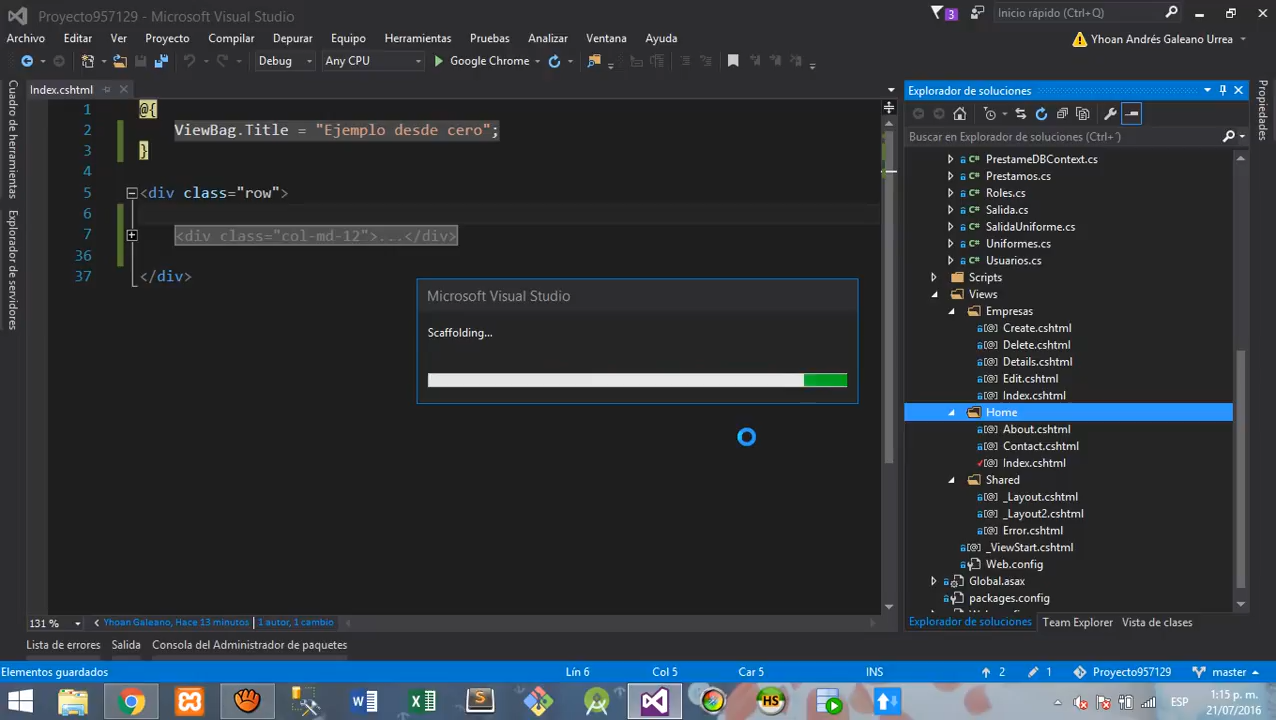 Proyecto957129 - Microsoft Visual Studio
3
Inicio rápido (Ctrl+Q)
Archivo Editar Ver Proyecto Compilar Depurar Equipo Herramientas Pruebas Analizar Ventana Ayuda
Yhoan Andrés Galeano Urrea
Debug Any CPU Google Chrome
Cuadro de herramientas
Explorador de servidores
Index.cshtml
1 @{
2 ViewBag.Title = "Ejemplo desde cero";
3 }
4
5 <div class="row">
6
7 <div class="col-md-12">...</div>
36
37 </div>
Microsoft Visual Studio
Scaffolding...
Explorador de soluciones
Buscar en Explorador de soluciones (Ctrl+´)
PrestameDBContext.cs
Prestamos.cs
Roles.cs
Salida.cs
SalidaUniforme.cs
Uniformes.cs
Usuarios.cs
Scripts
Views
Empresas
Create.cshtml
Delete.cshtml
Details.cshtml
Edit.cshtml
Index.cshtml
Home
About.cshtml
Contact.cshtml
Index.cshtml
Shared
_Layout.cshtml
_Layout2.cshtml
Error.cshtml
_ViewStart.cshtml
Web.config
Global.asax
packages.config
Propiedades
131 % Yhoan Galeano, Hace 13 minutos | 1 autor, 1 cambio
Explorador de soluciones Team Explorer Vista de clases
Lista de errores Salida Consola del Administrador de paquetes
Elementos guardados Lín 6 Col 5 Car 5 INS 2 1 Proyecto957129 master
ESP
1:15 p. m.
21/07/2016